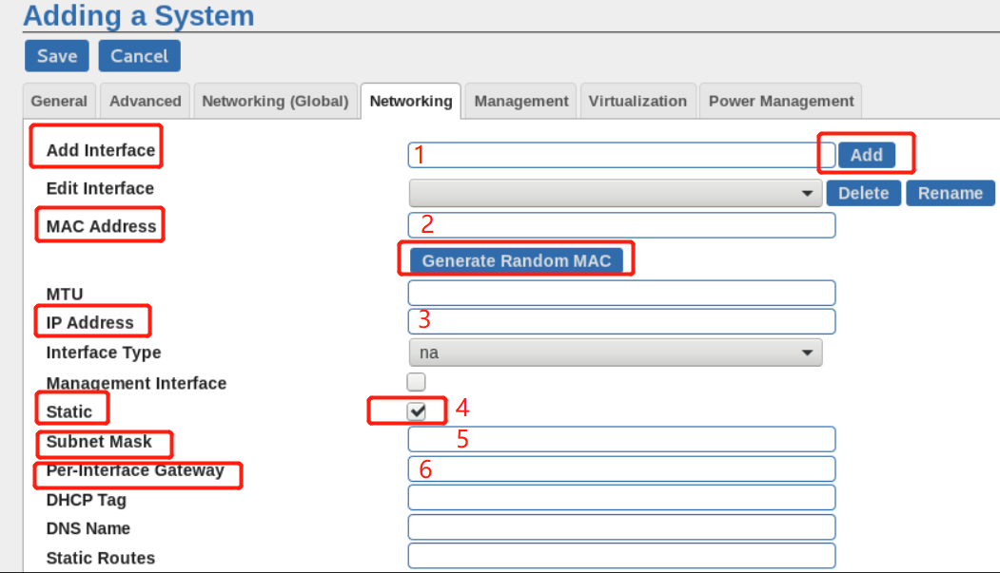 Adding a System
Save Cancel
General Advanced Networking (Global) Networking Management Virtualization Power Management
Add Interface 1 Add
Edit Interface Delete Rename
MAC Address 2
Generate Random MAC
MTU
IP Address 3
Interface Type na
Management Interface
Static 4
Subnet Mask 5
Per-Interface Gateway 6
DHCP Tag
DNS Name
Static Routes